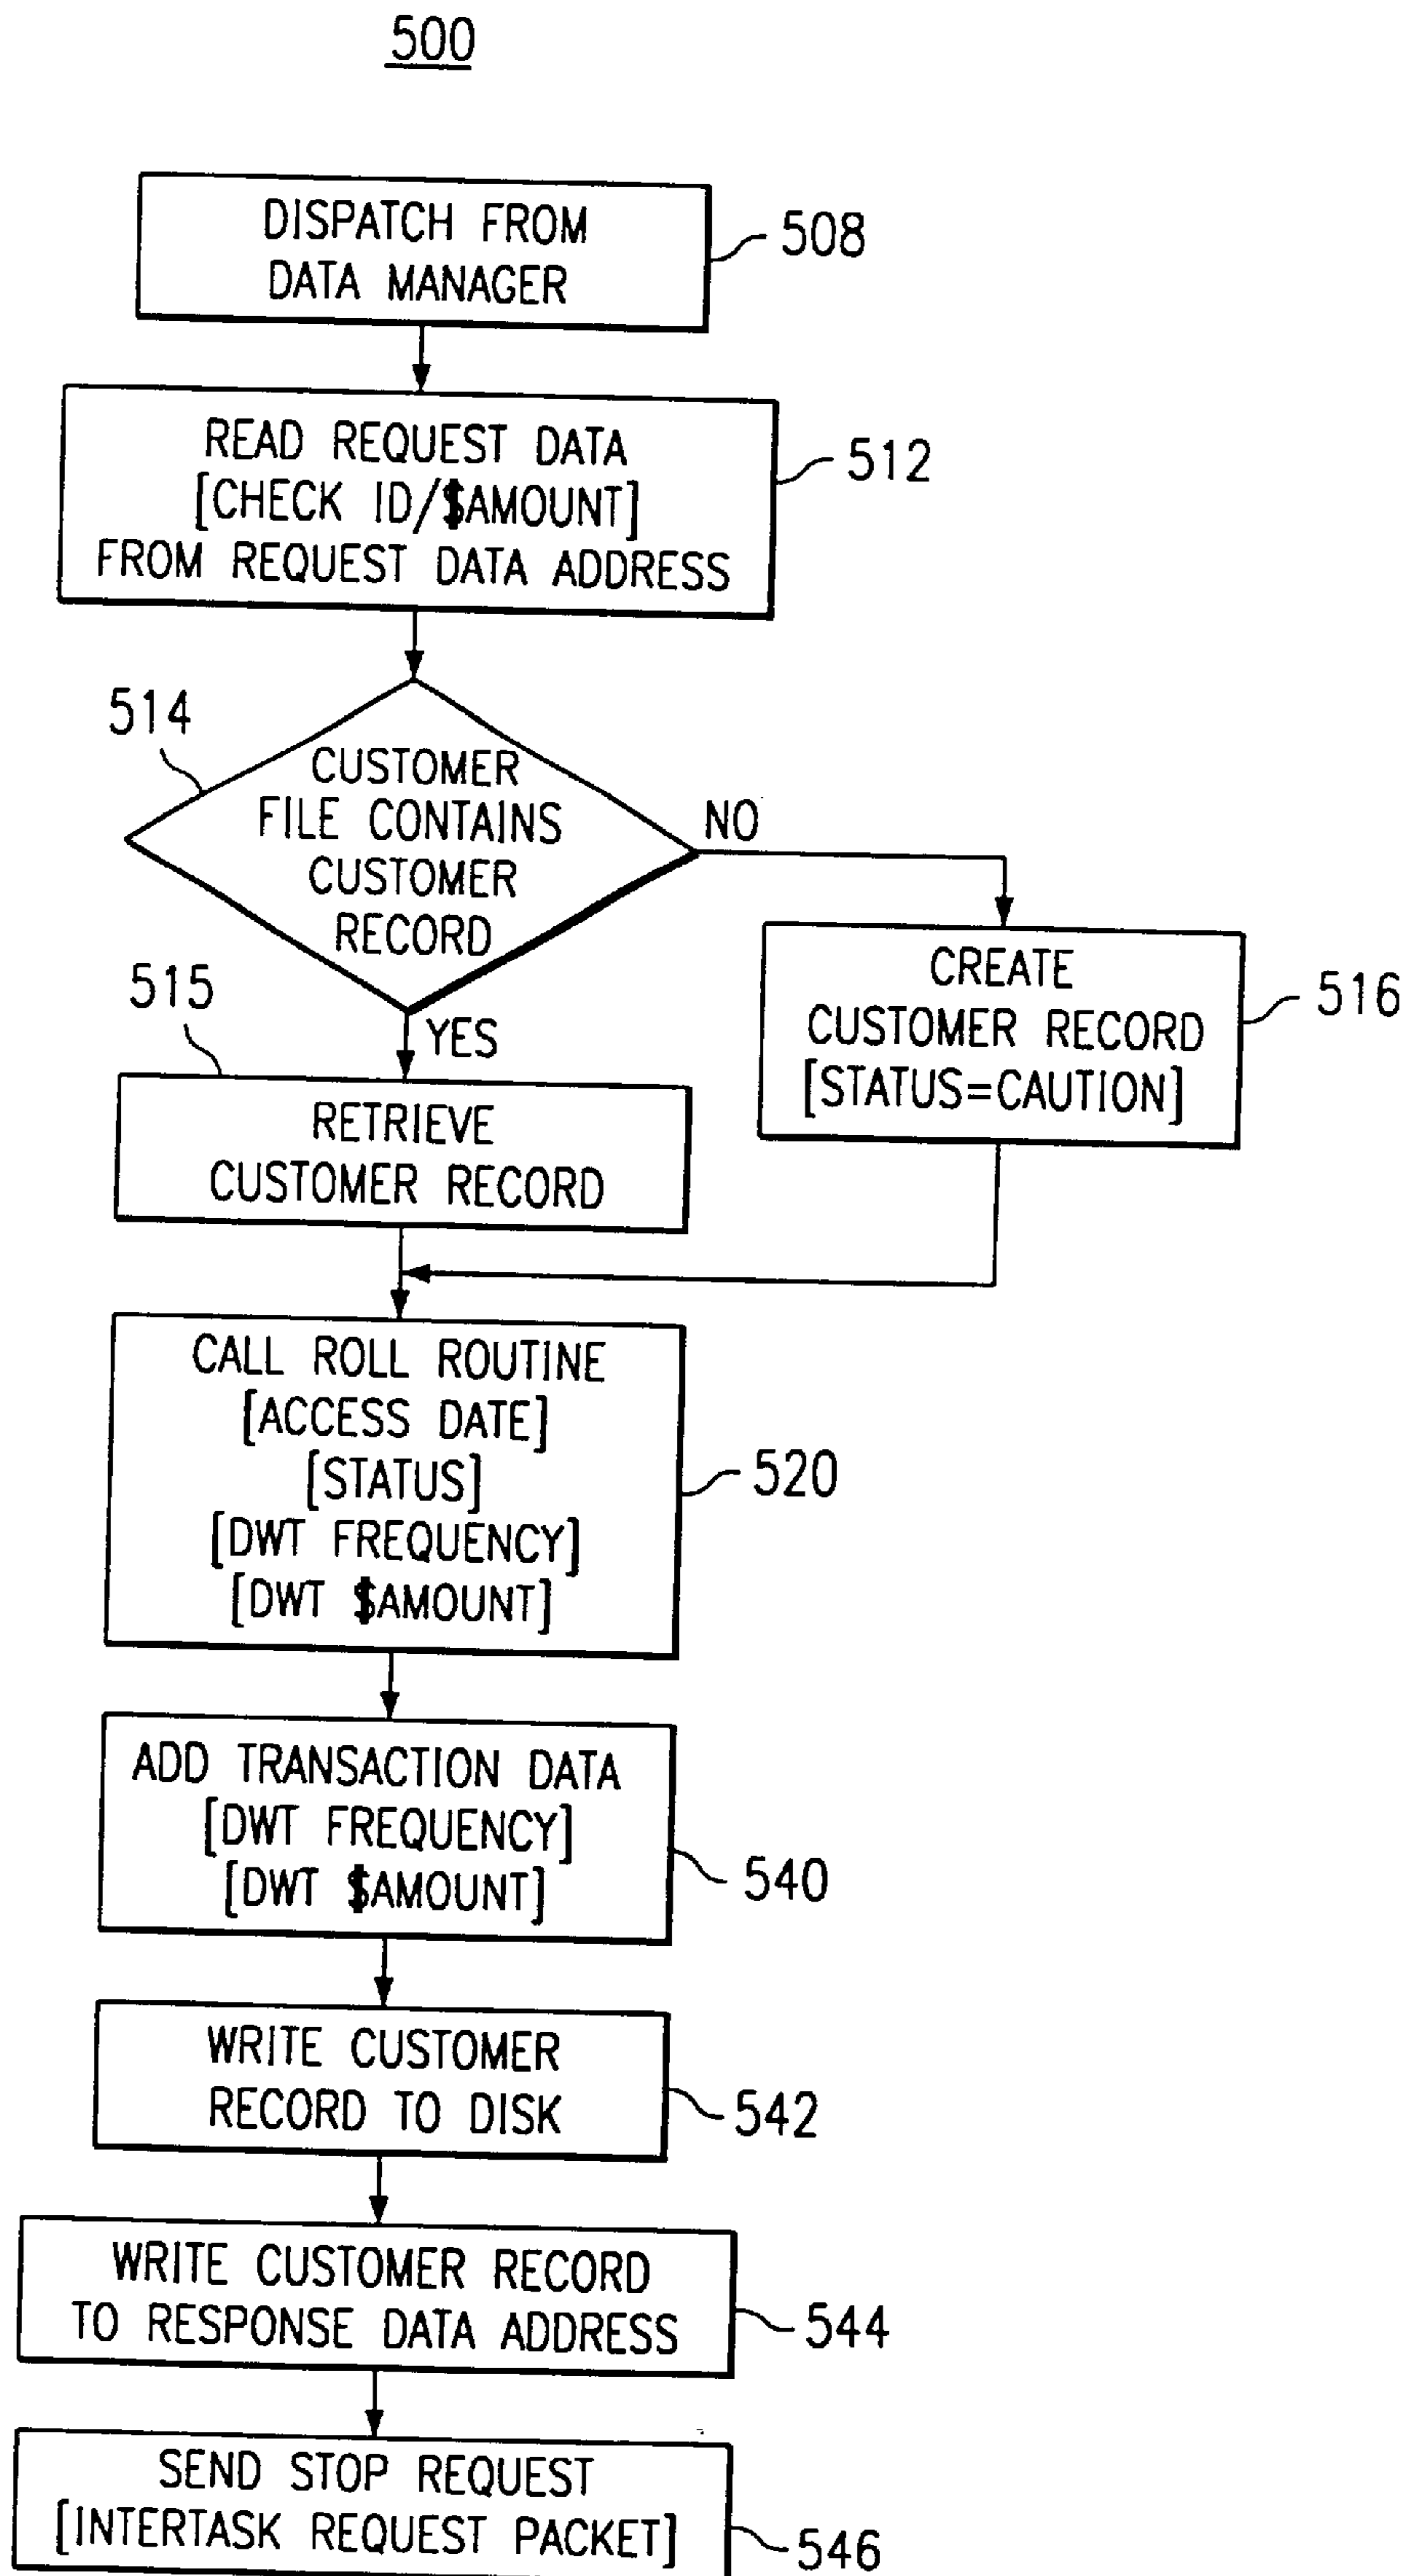 500
DISPATCH FROM
DATA MANAGER
508
READ REQUEST DATA
[CHECK ID/$AMOUNT]
FROM REQUEST DATA ADDRESS
512
514
CUSTOMER
FILE CONTAINS
CUSTOMER
RECORD
NO
YES
CREATE
CUSTOMER RECORD
[STATUS=CAUTION]
516
515
RETRIEVE
CUSTOMER RECORD
CALL ROLL ROUTINE
[ACCESS DATE]
[STATUS]
[DWT FREQUENCY]
[DWT $AMOUNT]
520
ADD TRANSACTION DATA
[DWT FREQUENCY]
[DWT $AMOUNT]
540
WRITE CUSTOMER
RECORD TO DISK
542
WRITE CUSTOMER RECORD
TO RESPONSE DATA ADDRESS
544
SEND STOP REQUEST
[INTERTASK REQUEST PACKET]
546